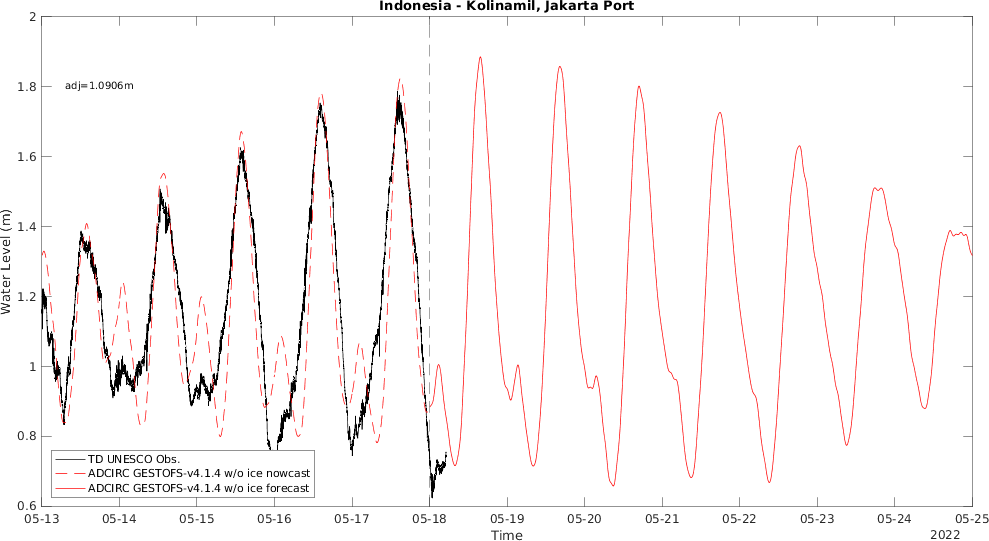 Indonesia - Kolinamil, Jakarta Port
2
1.8
1.6
1.4
1.2
1
0.8
0.6
Water Level (m)
adj=1.0906m
TD UNESCO Obs.
ADCIRC GESTOFS-v4.1.4 w/o ice nowcast
ADCIRC GESTOFS-v4.1.4 w/o ice forecast
05-13 05-14 05-15 05-16 05-17 05-18 05-19 05-20 05-21 05-22 05-23 05-24 05-25
Time
2022